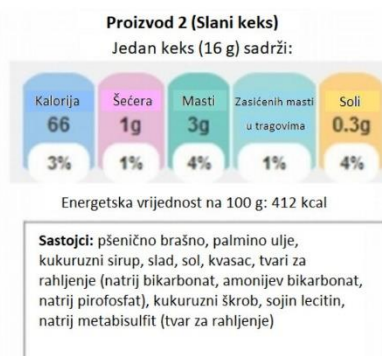 Proizvod 2 (Slani keks)
Jedan keks (16 g) sadrži:
Kalorija Šećera Masti Zasićenih masti Soli
66 1g 3g u tragovima 0.3g
3% 1% 4% 1% 4%
Energetska vrijednost na 100 g: 412 kcal
Sastojci: pšenično brašno, palmino ulje,
kukuruzni sirup, slad, sol, kvasac, tvari za
rahljenje (natrij bikarbonat, amonijev bikarbonat,
natrij pirofosfat), kukuruzni škrob, sojin lecitin,
natrij metabisulfit (tvar za rahljenje)